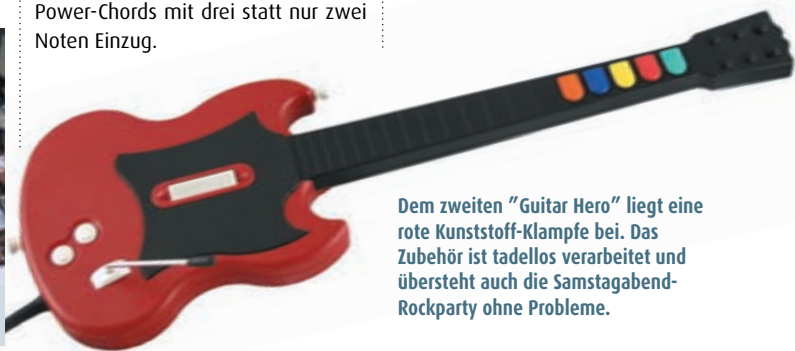 Power-Chords mit drei statt nur zwei
Noten Einzug.
Dem zweiten "Guitar Hero" liegt eine
rote Kunststoff-Klampfe bei. Das
Zubehör ist tadellos verarbeitet und
übersteht auch die Samstagabend-
Rockparty ohne Probleme.